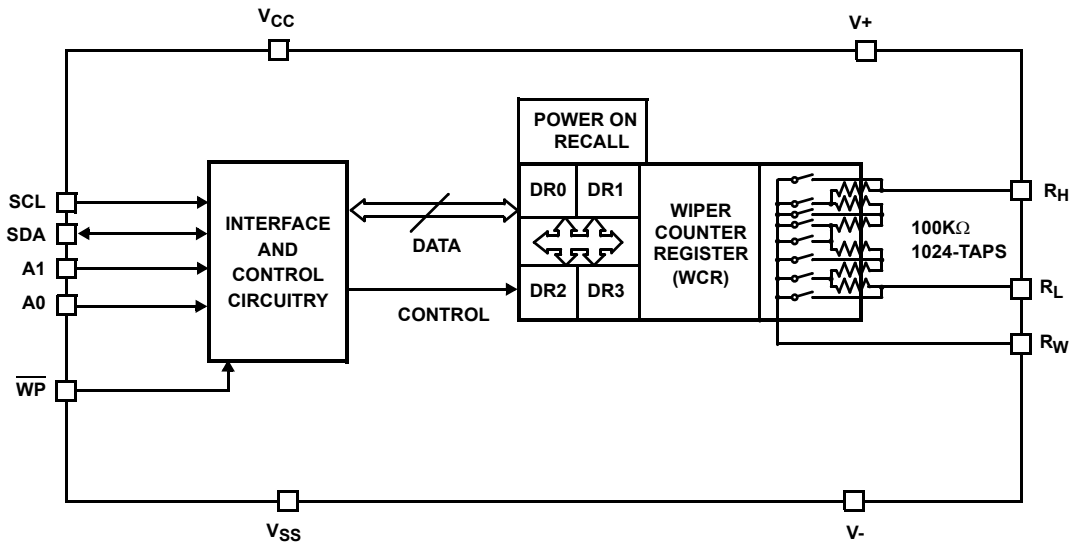 VCC
V+
POWER ON
RECALL
SCL
SDA
A1
A0
WP
INTERFACE
AND
CONTROL
CIRCUITRY
DATA
CONTROL
DR0
DR1
DR2
DR3
WIPER
COUNTER
REGISTER
(WCR)
100KΩ
1024-TAPS
RH
RL
RW
VSS
V-